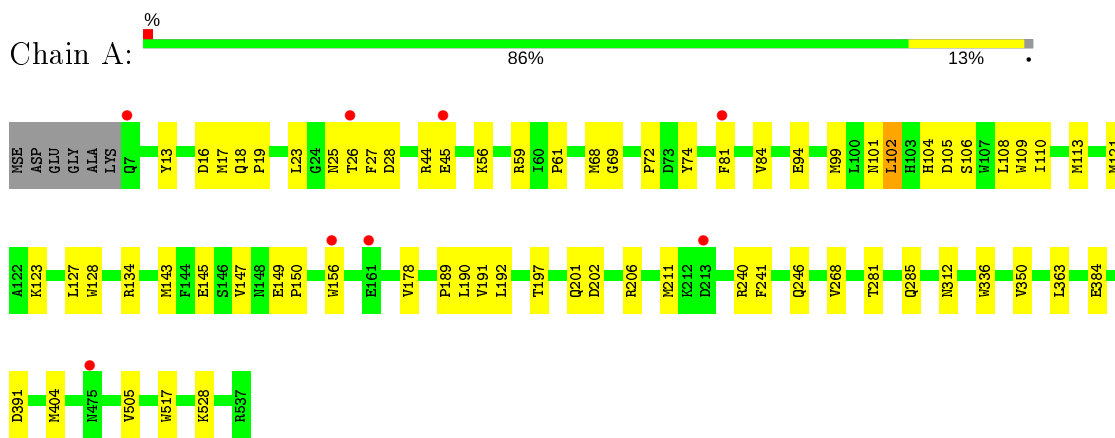 %
Chain A:
86% 13% •
MSE ASP GLU GLY ALA LYS Q7 Y13 D16 M17 Q18 P19 L23 G24 N25 T26 F27 D28 R44 E45 K56 R59 I60 P61 M68 G69 P72 D73 Y74 F81 V84 E94 M99 L100 N101 L102 H103 H104 D105 S106 W107 L108 W109 I110 M113 M121
A122 K123 L127 W128 R134 M143 F144 E145 S146 V147 N148 E149 P150 W156 E161 V178 P189 L190 V191 L192 T197 Q201 D202 R206 M211 K212 D213 R240 F241 Q246 V268 T281 Q285 N312 W336 V350 L363 E384
D391 M404 N475 V505 W517 K528 R537